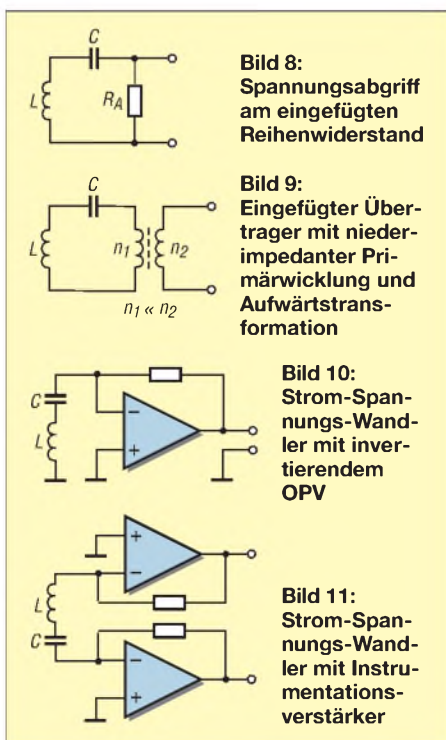 C
L
R_A
Bild 8:
Spannungsabgriff
am eingefügten
Reihenwiderstand
C
L
n1
n2
n1 « n2
Bild 9:
Eingefügter Über-
trager mit nieder-
impedanter Pri-
märwicklung und
Aufwärtstrans-
formation
C
L
−
+
Bild 10:
Strom-Span-
nungs-Wand-
ler mit inver-
tierendem
OPV
+
−
L
C
−
+
Bild 11:
Strom-Span-
nungs-Wand-
ler mit Instru-
mentations-
verstärker